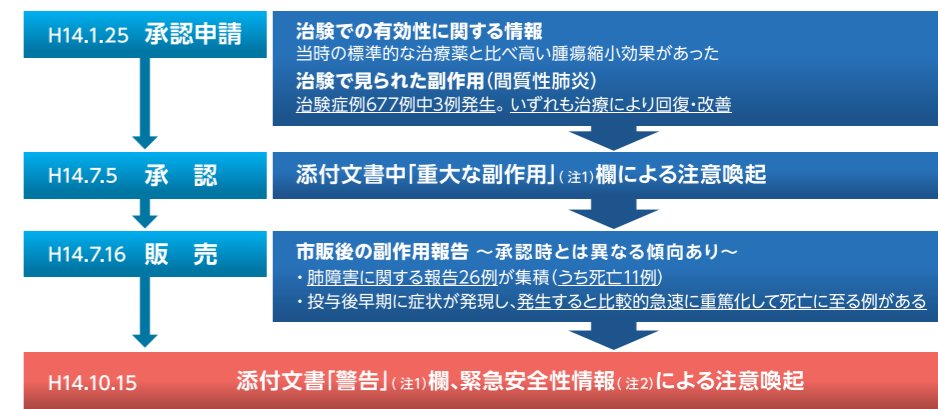 H14.1.25 承認申請
治験での有効性に関する情報
当時の標準的な治療薬と比べ高い腫瘍縮小効果があった
治験で見られた副作用(間質性肺炎)
治験症例677例中3例発生。いずれも治療により回復・改善
H14.7.5 承 認
添付文書中「重大な副作用」(注1)欄による注意喚起
H14.7.16 販 売
市販後の副作用報告 ～承認時とは異なる傾向あり～
・肺障害に関する報告26例が集積(うち死亡11例)
・投与後早期に症状が発現し、発生すると比較的急速に重篤化して死亡に至る例がある
H14.10.15 添付文書「警告」(注1)欄、緊急安全性情報(注2)による注意喚起